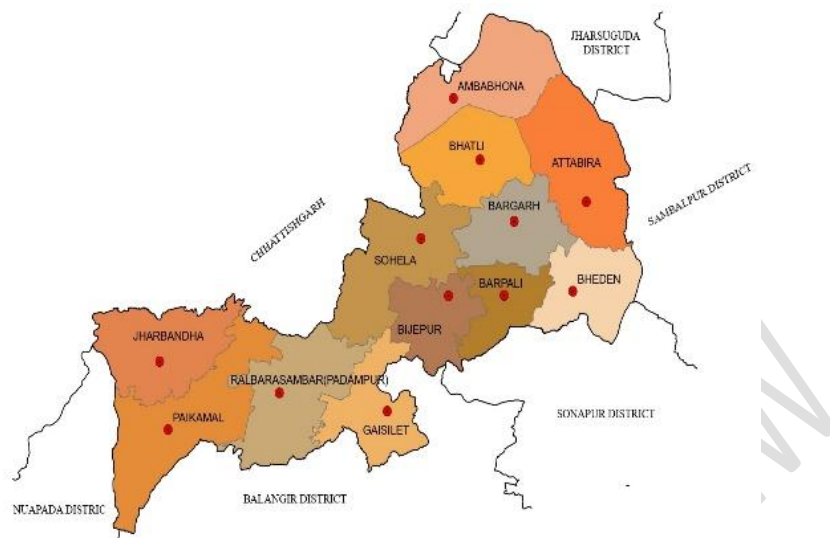 JHARSUGUDA
DISTRICT
AMBABHONA
BHATLI
ATTABIRA
SAMBALPUR DISTRICT
BARGARH
CHHATTISHGARH
SOHELA
BARPALI
BHEDEN
BIJEPUR
JHARBANDHA
RALBARASAMBAR(PADAMPUR)
PAIKAMAL
GAISILET
SONAPUR DISTRICT
BALANGIR DISTRICT
NUAPADA DISTRIC